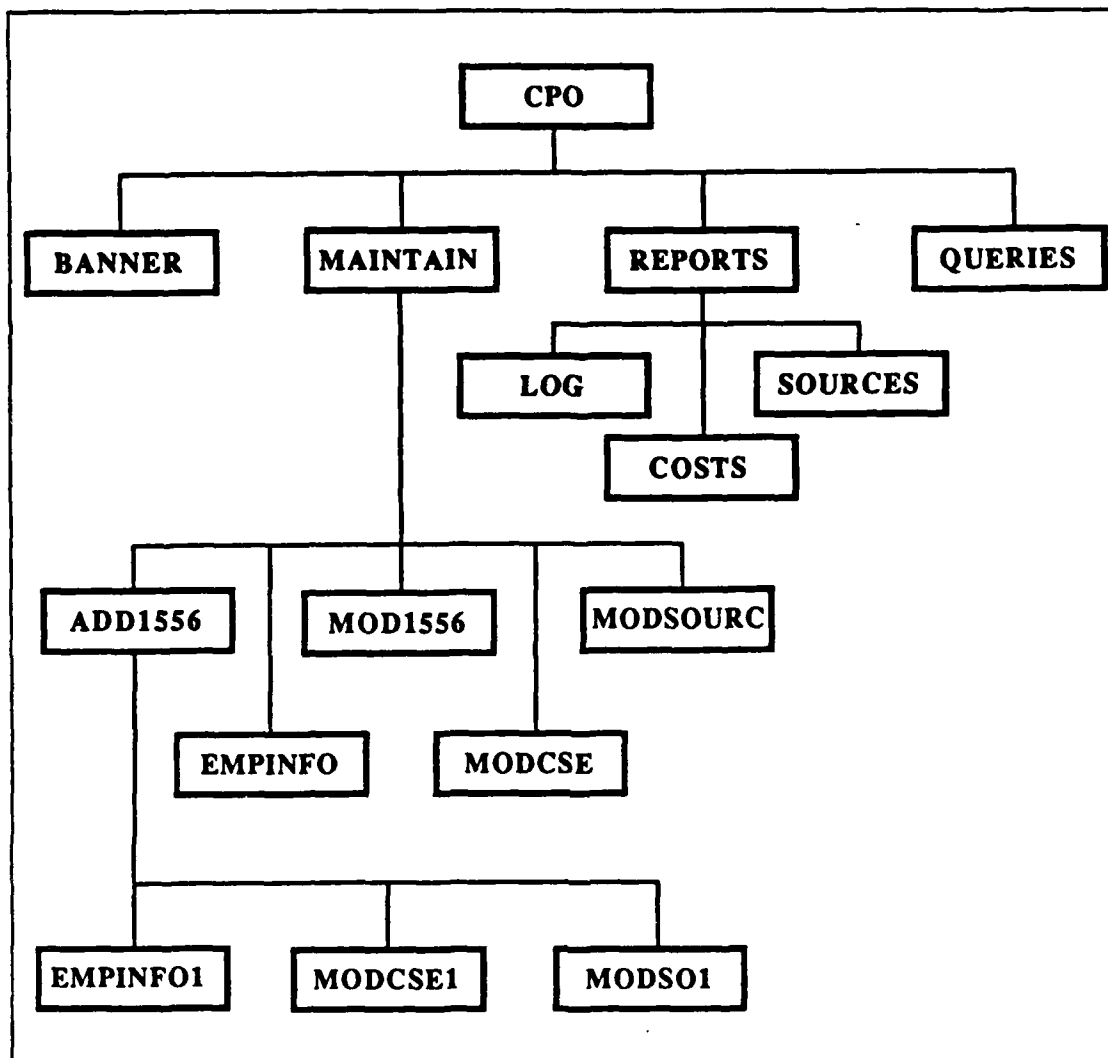 CPO
BANNER
MAINTAIN
REPORTS
QUERIES
LOG
SOURCES
COSTS
ADD1556
MOD1556
MODSOURC
EMPINFO
MODCSE
EMPINFO1
MODCSE1
MODSO1